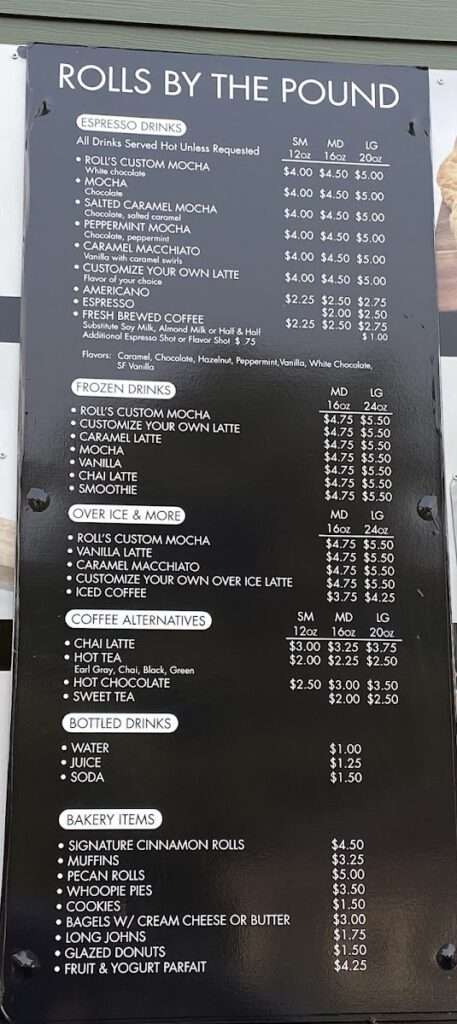 ROLLS BY THE POUND
ESPRESSO DRINKS
All Drinks Served Hot Unless Requested SM MD LG
12oz 16oz 20oz
• ROLL'S CUSTOM MOCHA $4.00 $4.50 $5.00
White chocolate
• MOCHA $4.00 $4.50 $5.00
Chocolate
• SALTED CARAMEL MOCHA $4.00 $4.50 $5.00
Chocolate, salted caramel
• PEPPERMINT MOCHA $4.00 $4.50 $5.00
Chocolate, peppermint
• CARAMEL MACCHIATO $4.00 $4.50 $5.00
Vanilla with caramel swirls
• CUSTOMIZE YOUR OWN LATTE $4.00 $4.50 $5.00
Flavor of your choice
• AMERICANO $2.25 $2.50 $2.75
• ESPRESSO $2.00 $2.50
• FRESH BREWED COFFEE $2.25 $2.50 $2.75
Substitute Soy Milk, Almond Milk or Half & Half $ 1.00
Additional Espresso Shot or Flavor Shot $ .75
Flavors: Caramel, Chocolate, Hazelnut, Peppermint,Vanilla, White Chocolate,
SF Vanilla
FROZEN DRINKS MD LG
16oz 24oz
• ROLL'S CUSTOM MOCHA $4.75 $5.50
• CUSTOMIZE YOUR OWN LATTE $4.75 $5.50
• CARAMEL LATTE $4.75 $5.50
• MOCHA $4.75 $5.50
• VANILLA $4.75 $5.50
• CHAI LATTE $4.75 $5.50
• SMOOTHIE $4.75 $5.50
OVER ICE & MORE MD LG
16oz 24oz
• ROLL'S CUSTOM MOCHA $4.75 $5.50
• VANILLA LATTE $4.75 $5.50
• CARAMEL MACCHIATO $4.75 $5.50
• CUSTOMIZE YOUR OWN OVER ICE LATTE $4.75 $5.50
• ICED COFFEE $3.75 $4.25
COFFEE ALTERNATIVES SM MD LG
12oz 16oz 20oz
• CHAI LATTE $3.00 $3.25 $3.75
• HOT TEA $2.00 $2.25 $2.50
Earl Gray, Chai, Black, Green
• HOT CHOCOLATE $2.50 $3.00 $3.50
• SWEET TEA $2.00 $2.50
BOTTLED DRINKS
• WATER $1.00
• JUICE $1.25
• SODA $1.50
BAKERY ITEMS
• SIGNATURE CINNAMON ROLLS $4.50
• MUFFINS $3.25
• PECAN ROLLS $5.00
• WHOOPIE PIES $3.50
• COOKIES $1.50
• BAGELS W/ CREAM CHEESE OR BUTTER $3.00
• LONG JOHNS $1.75
• GLAZED DONUTS $1.50
• FRUIT & YOGURT PARFAIT $4.25